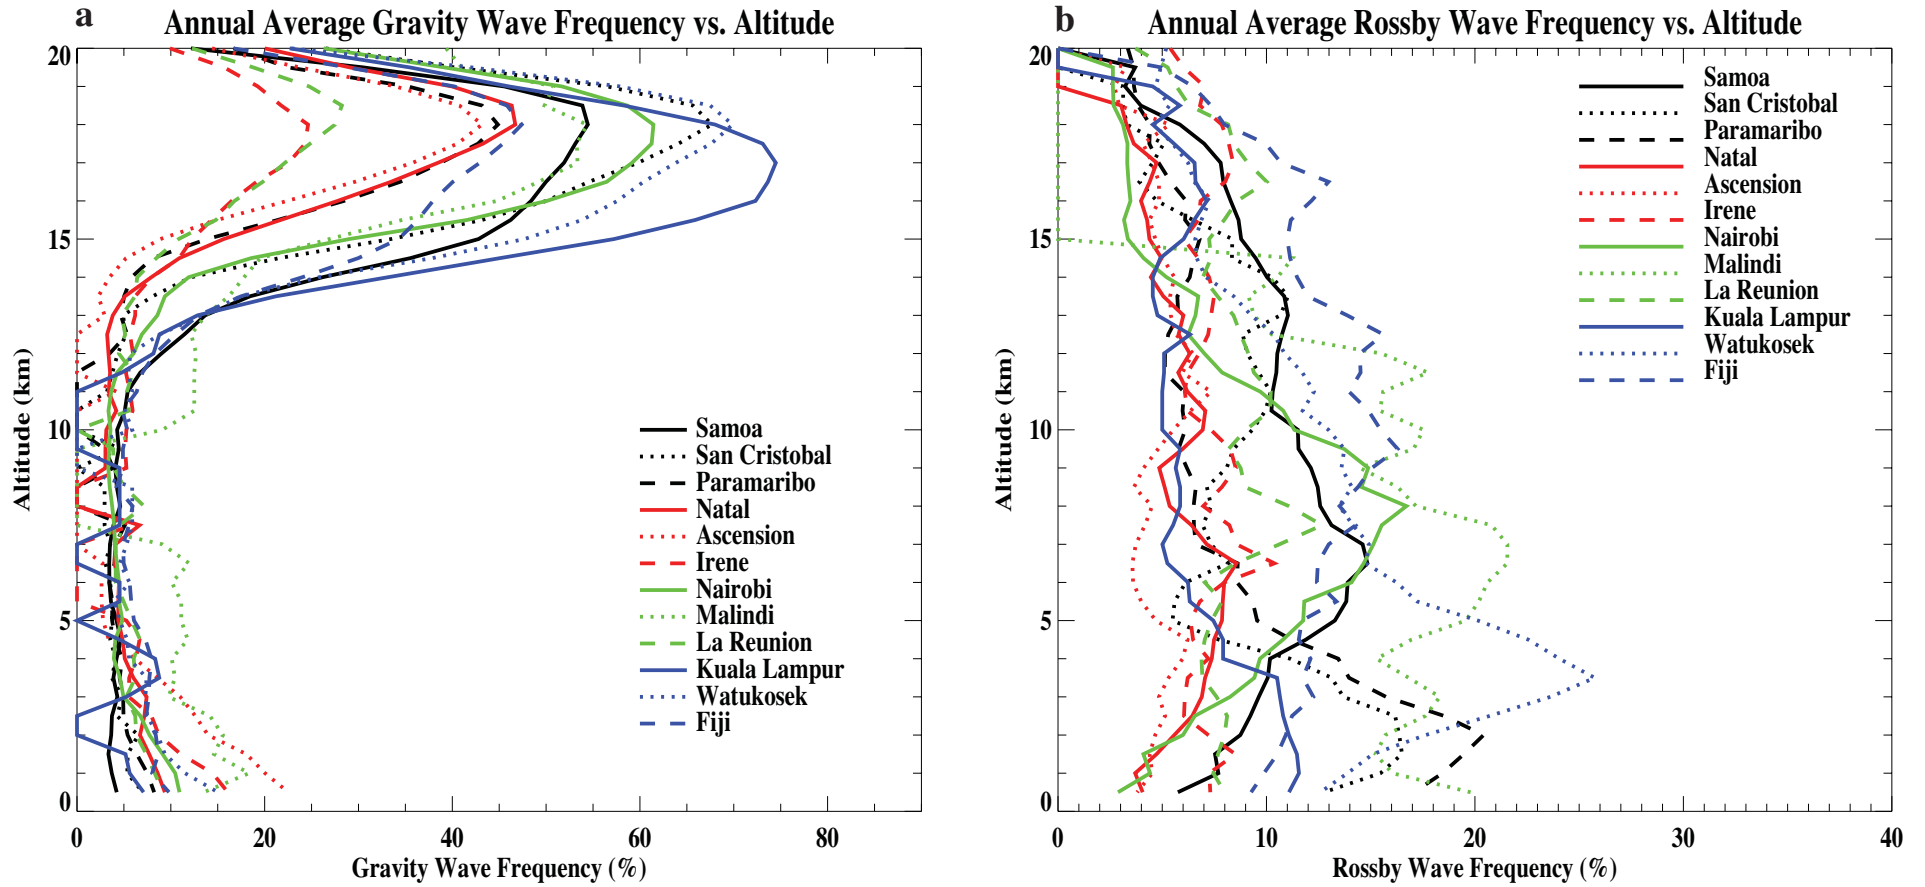 a
Annual Average Gravity Wave Frequency vs. Altitude
20
15
10
5
0
Altitude (km)
0 20 40 60 80
Gravity Wave Frequency (%)
Samoa
San Cristobal
Paramaribo
Natal
Ascension
Irene
Nairobi
Malindi
La Reunion
Kuala Lampur
Watukosek
Fiji
b
Annual Average Rossby Wave Frequency vs. Altitude
20
15
10
5
0
Altitude (km)
0 10 20 30 40
Rossby Wave Frequency (%)
Samoa
San Cristobal
Paramaribo
Natal
Ascension
Irene
Nairobi
Malindi
La Reunion
Kuala Lampur
Watukosek
Fiji